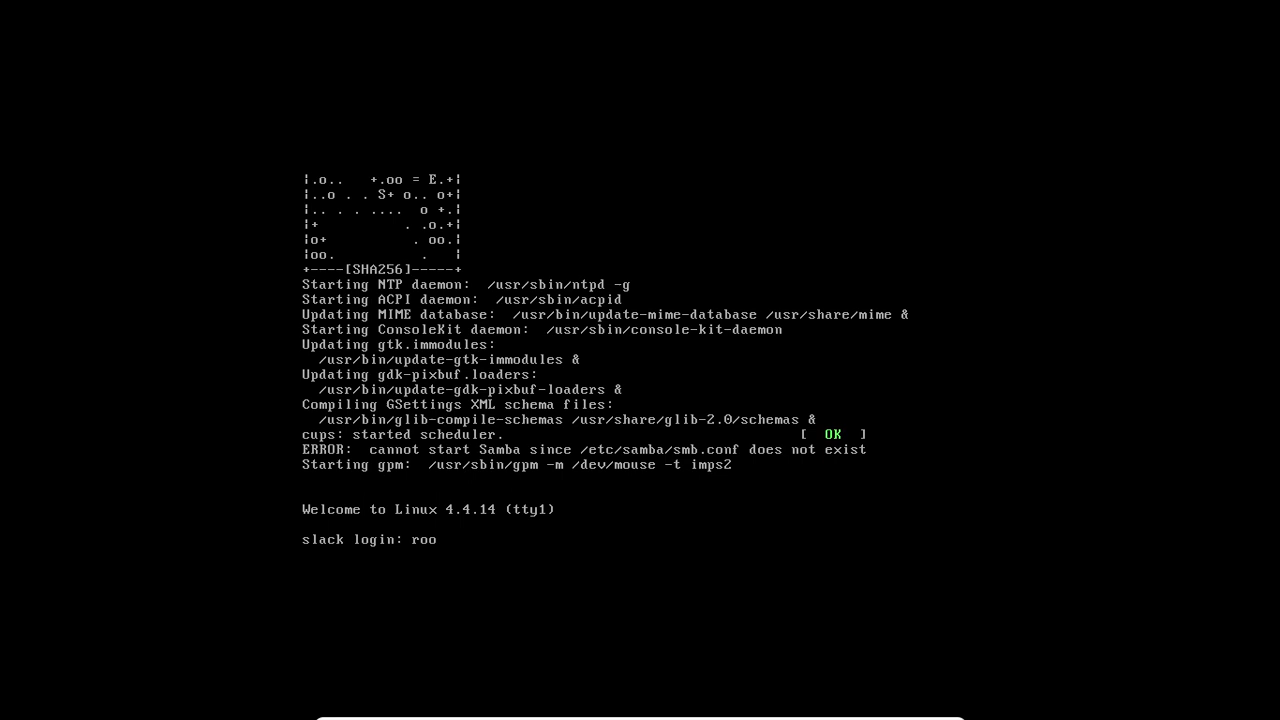 |.o..   +.oo = E.+|
|..o . . S+ o.. o+|
|.. . . ....  o +.|
|+          . .o.+|
|o+          . oo.|
|oo.          .   |
+----[SHA256]-----+
Starting NTP daemon:  /usr/sbin/ntpd -g
Starting ACPI daemon:  /usr/sbin/acpid
Updating MIME database:  /usr/bin/update-mime-database /usr/share/mime &
Starting ConsoleKit daemon:  /usr/sbin/console-kit-daemon
Updating gtk.immodules:
  /usr/bin/update-gtk-immodules &
Updating gdk-pixbuf.loaders:
  /usr/bin/update-gdk-pixbuf-loaders &
Compiling GSettings XML schema files:
  /usr/bin/glib-compile-schemas /usr/share/glib-2.0/schemas &
cups: started scheduler.                                   [  OK  ]
ERROR:  cannot start Samba since /etc/samba/smb.conf does not exist
Starting gpm:  /usr/sbin/gpm -m /dev/mouse -t imps2
Welcome to Linux 4.4.14 (tty1)
slack login: roo